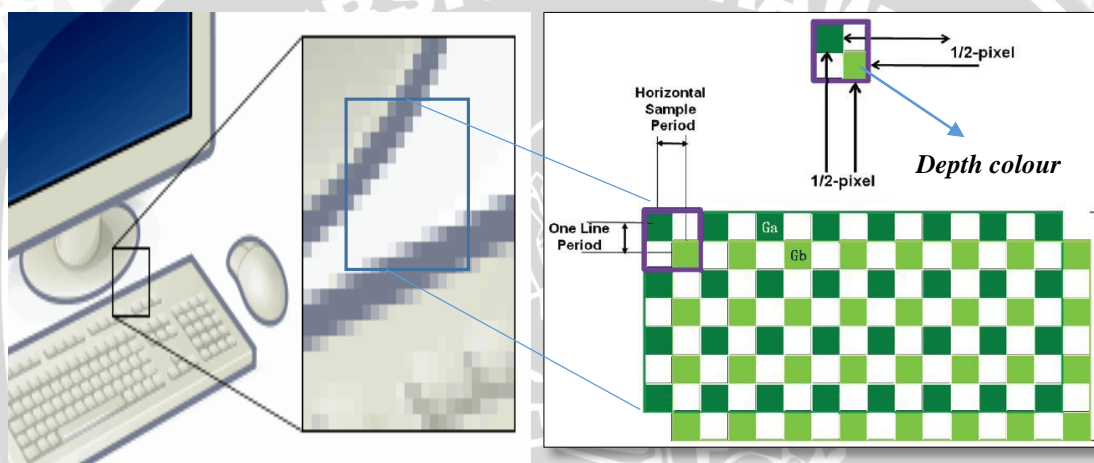 1/2-pixel
Horizontal
Sample
Period
Depth colour
1/2-pixel
One Line
Period
Ga
Gb